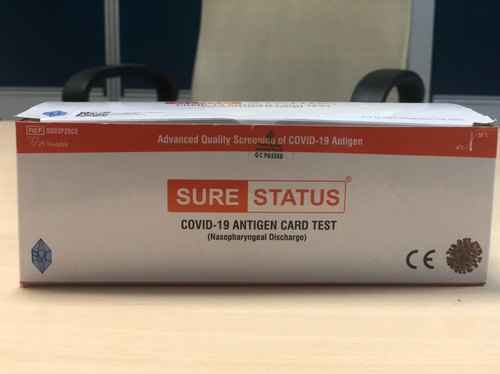 REF
Advanced Quality Screening of COVID-19 Antigen
QC PASSED
SURE STATUS®
COVID-19 ANTIGEN CARD TEST
(Nasopharyngeal Discharge)
CE